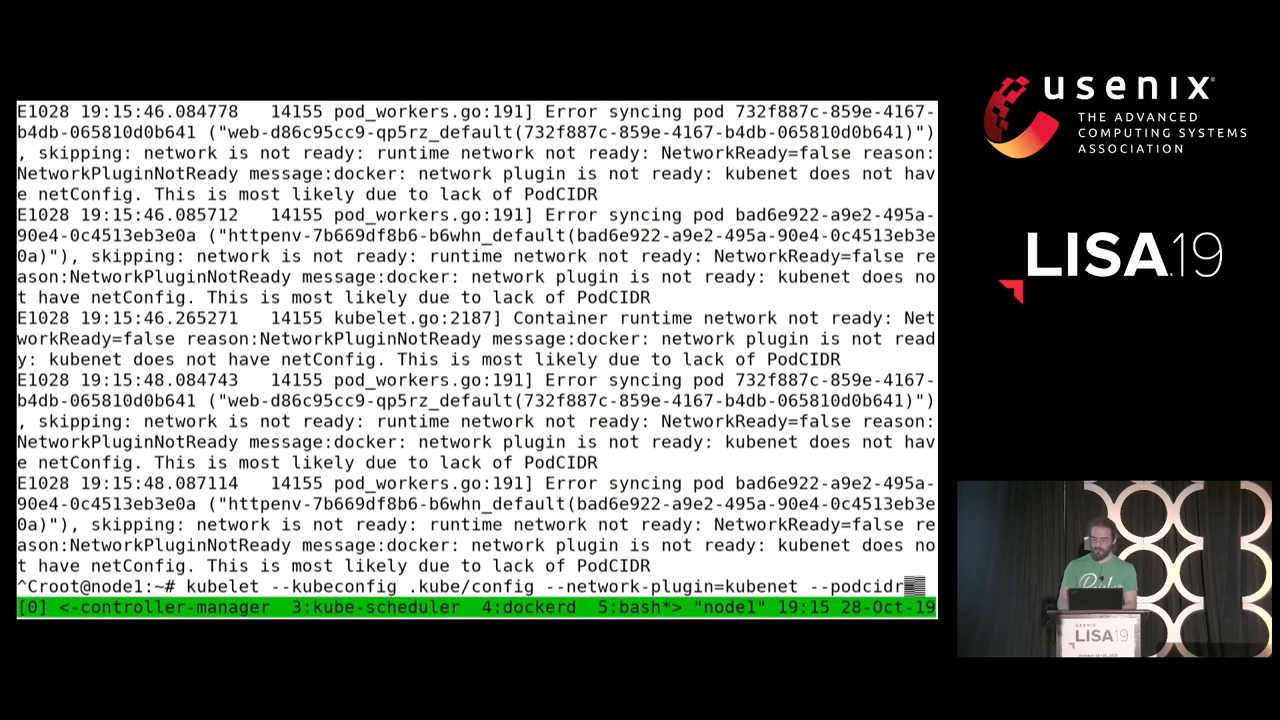 E1028 19:15:46.084778   14155 pod_workers.go:191] Error syncing pod 732f887c-859e-4167-
b4db-065810d0b641 ("web-d86c95cc9-qp5rz_default(732f887c-859e-4167-b4db-065810d0b641)")
, skipping: network is not ready: runtime network not ready: NetworkReady=false reason:
NetworkPluginNotReady message:docker: network plugin is not ready: kubenet does not hav
e netConfig. This is most likely due to lack of PodCIDR
E1028 19:15:46.085712   14155 pod_workers.go:191] Error syncing pod bad6e922-a9e2-495a-
90e4-0c4513eb3e0a ("httpenv-7b669df8b6-b6whn_default(bad6e922-a9e2-495a-90e4-0c4513eb3e
0a)"), skipping: network is not ready: runtime network not ready: NetworkReady=false re
ason:NetworkPluginNotReady message:docker: network plugin is not ready: kubenet does no
t have netConfig. This is most likely due to lack of PodCIDR
E1028 19:15:46.265271   14155 kubelet.go:2187] Container runtime network not ready: Net
workReady=false reason:NetworkPluginNotReady message:docker: network plugin is not read
y: kubenet does not have netConfig. This is most likely due to lack of PodCIDR
E1028 19:15:48.084743   14155 pod_workers.go:191] Error syncing pod 732f887c-859e-4167-
b4db-065810d0b641 ("web-d86c95cc9-qp5rz_default(732f887c-859e-4167-b4db-065810d0b641)")
, skipping: network is not ready: runtime network not ready: NetworkReady=false reason:
NetworkPluginNotReady message:docker: network plugin is not ready: kubenet does not hav
e netConfig. This is most likely due to lack of PodCIDR
E1028 19:15:48.087114   14155 pod_workers.go:191] Error syncing pod bad6e922-a9e2-495a-
90e4-0c4513eb3e0a ("httpenv-7b669df8b6-b6whn_default(bad6e922-a9e2-495a-90e4-0c4513eb3e
0a)"), skipping: network is not ready: runtime network not ready: NetworkReady=false re
ason:NetworkPluginNotReady message:docker: network plugin is not ready: kubenet does no
t have netConfig. This is most likely due to lack of PodCIDR
^Croot@node1:~# kubelet --kubeconfig .kube/config --network-plugin=kubenet --podcidr
[0] <-controller-manager  3:kube-scheduler  4:dockerd  5:bash*> "node1" 19:15 28-Oct-19
usenix®
THE ADVANCED
COMPUTING SYSTEMS
ASSOCIATION
LISA.19
usenix
LISA19